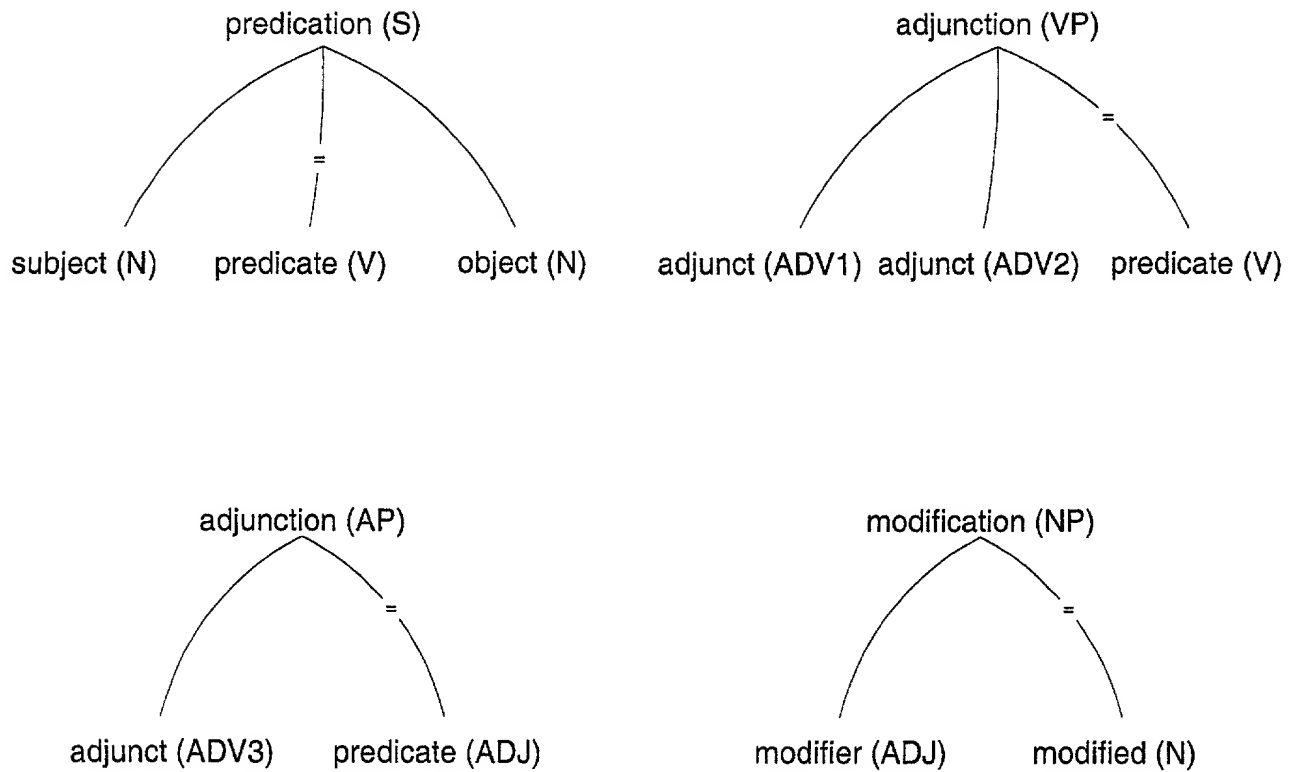 predication (S)
adjunction (VP)
=
=
subject (N) predicate (V) object (N)
adjunct (ADV1) adjunct (ADV2) predicate (V)
adjunction (AP)
modification (NP)
=
=
adjunct (ADV3) predicate (ADJ)
modifier (ADJ) modified (N)